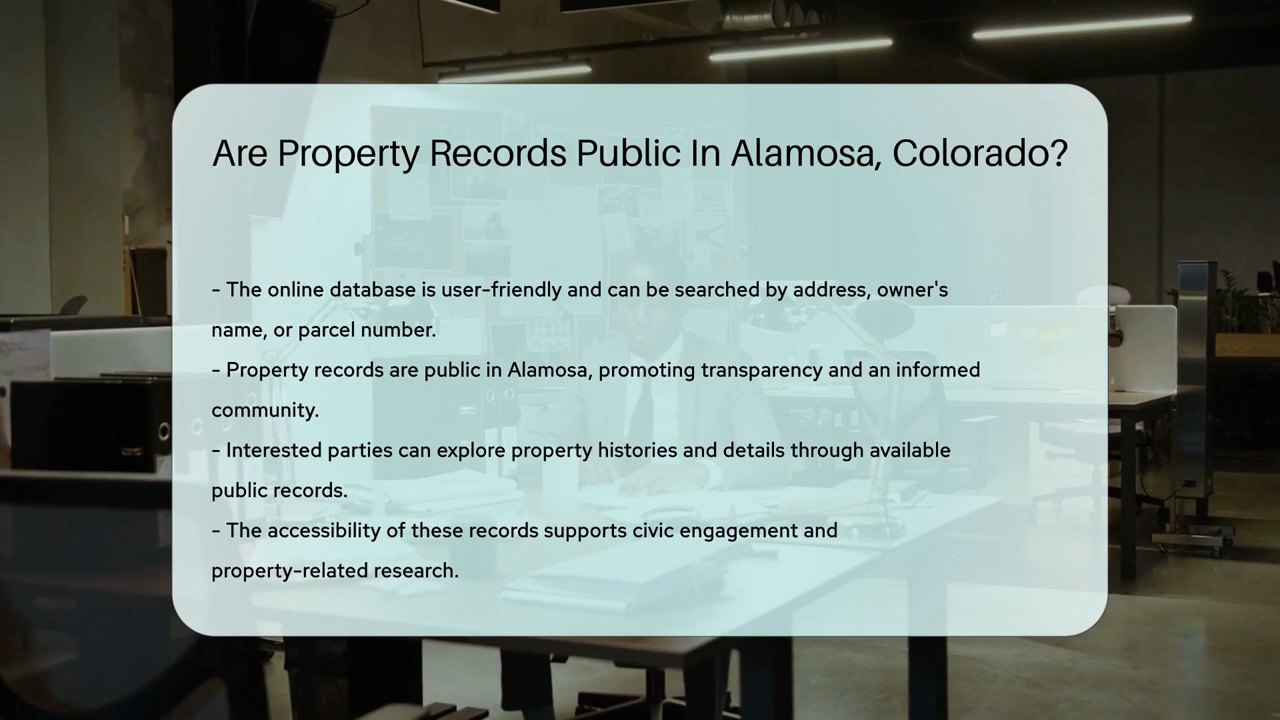 Are Property Records Public In Alamosa, Colorado?
- The online database is user-friendly and can be searched by address, owner's
name, or parcel number.
- Property records are public in Alamosa, promoting transparency and an informed
community.
- Interested parties can explore property histories and details through available
public records.
- The accessibility of these records supports civic engagement and
property-related research.